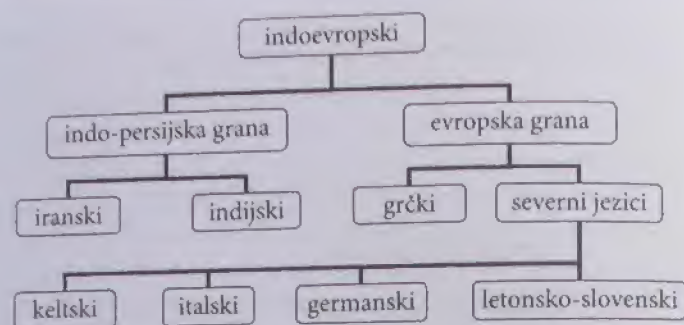 indoevropski
indo-persijska grana
evropska grana
iranski
indijski
grčki
severni jezici
keltski
italski
germanski
letonsko-slovenski